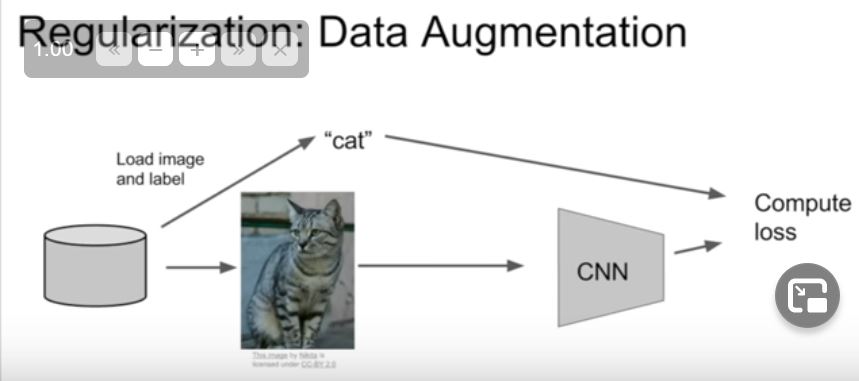 Regularization: Data Augmentation
1.00
Load image
and label
“cat”
Compute
loss
CNN
This image by Nikita is
licensed under CC-BY 2.0